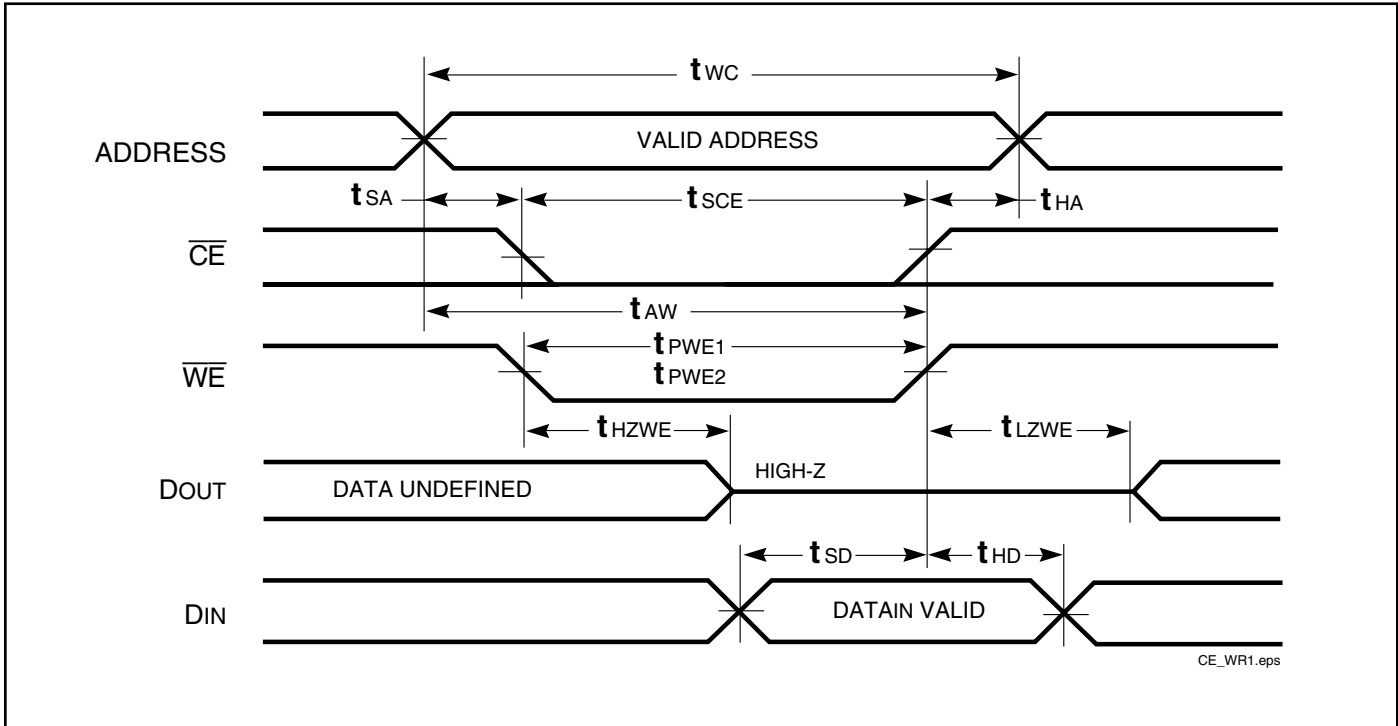 tWC
ADDRESS
VALID ADDRESS
tSA
tSCE
tHA
CE
tAW
tPWE1
WE
tPWE2
tHZWE
tLZWE
DOUT
DATA UNDEFINED
HIGH-Z
tSD
tHD
DIN
DATAIN VALID
CE_WR1.eps